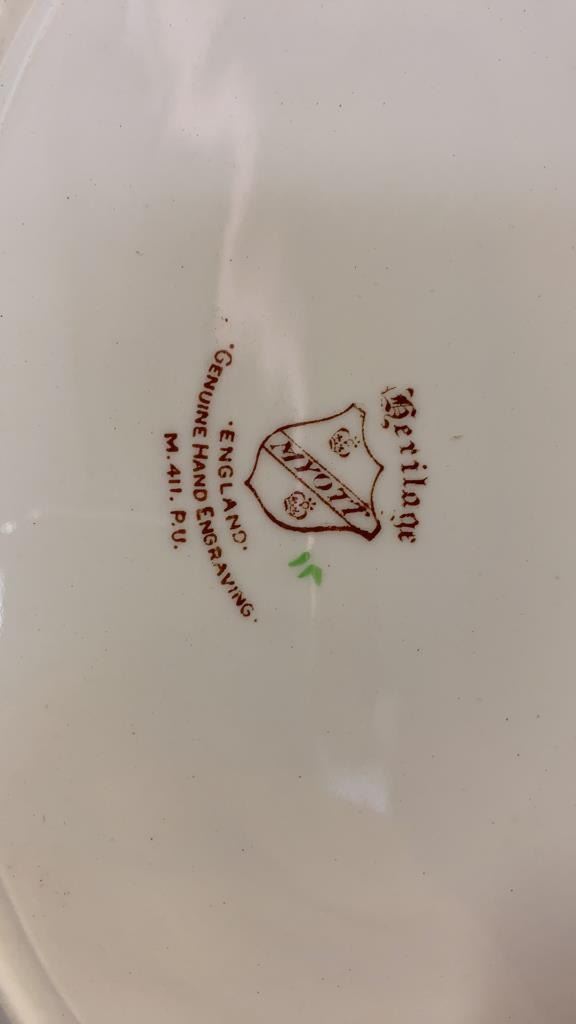 Heritage
MYOTT
·ENGLAND·
·GENUINE HAND ENGRAVING·
M. 411. P.U.